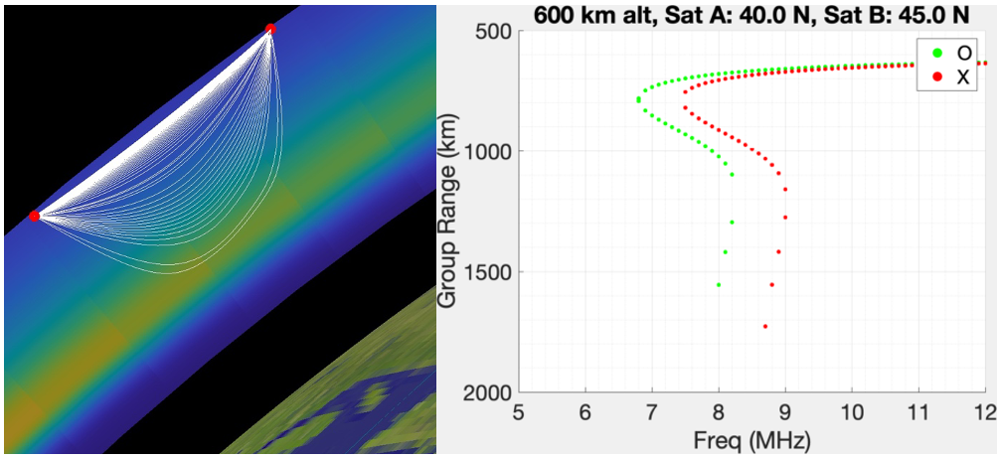 600 km alt, Sat A: 40.0 N, Sat B: 45.0 N
500
1000
1500
2000
Group Range (km)
5 6 7 8 9 10 11 12
Freq (MHz)
O
X